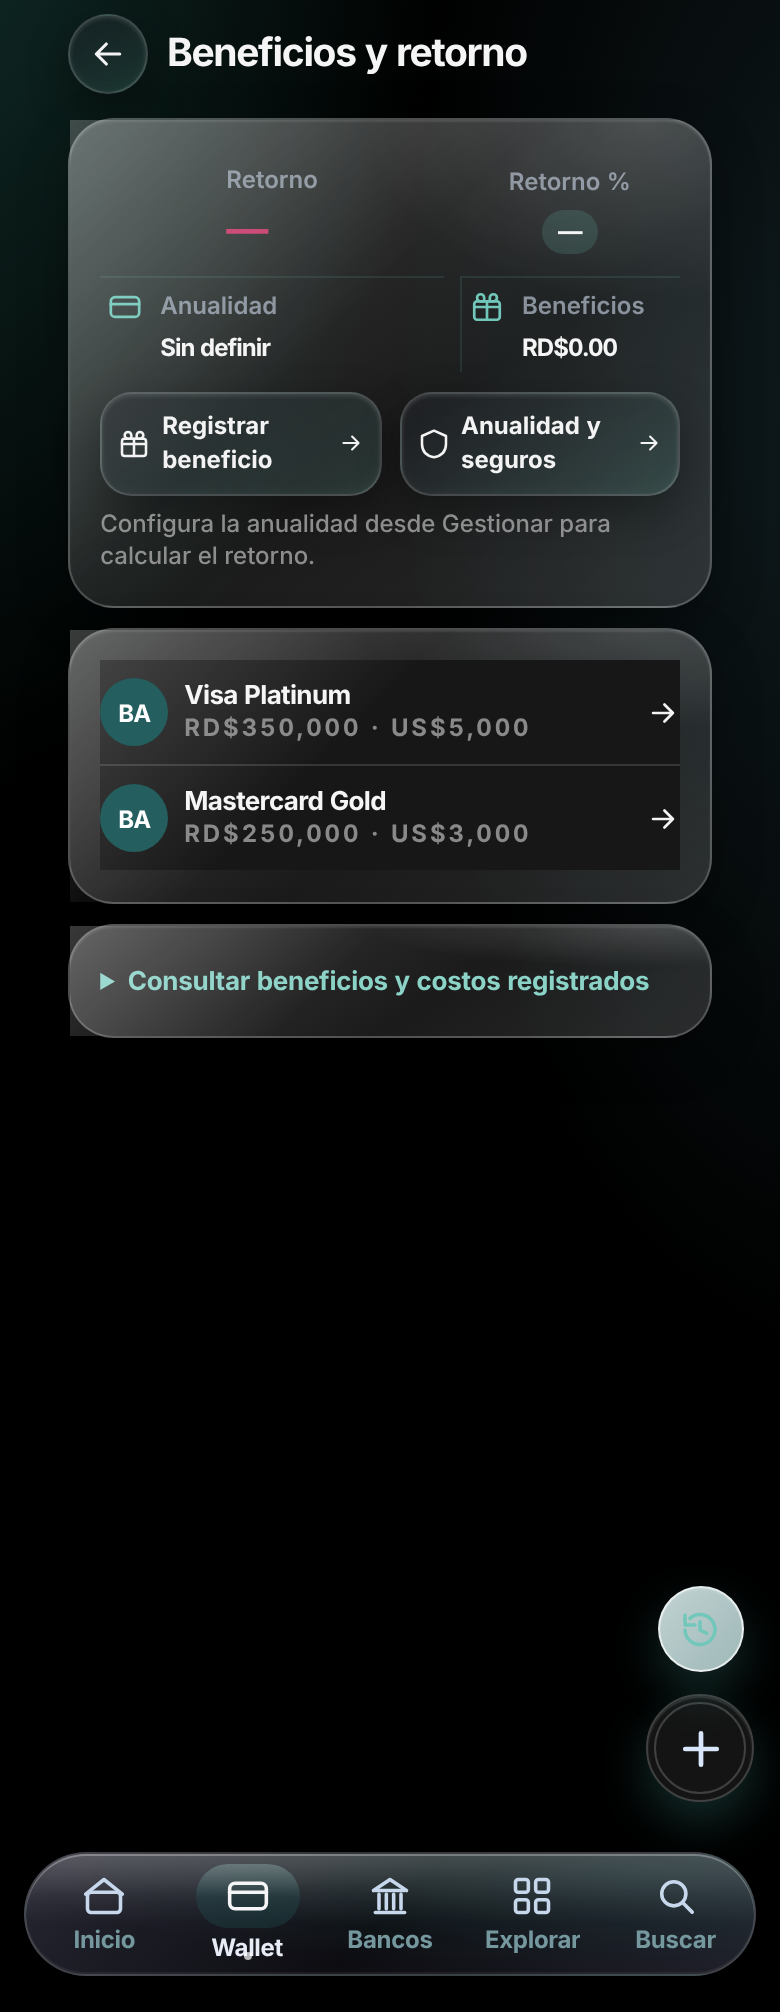 Beneficios y retorno
Retorno
Retorno %
—
—
Anualidad
Beneficios
Sin definir
RD$0.00
Registrar
beneficio
Anualidad y
seguros
Configura la anualidad desde Gestionar para
calcular el retorno.
BA
Visa Platinum
RD$350,000 · US$5,000
BA
Mastercard Gold
RD$250,000 · US$3,000
Consultar beneficios y costos registrados
Inicio
Wallet
Bancos
Explorar
Buscar